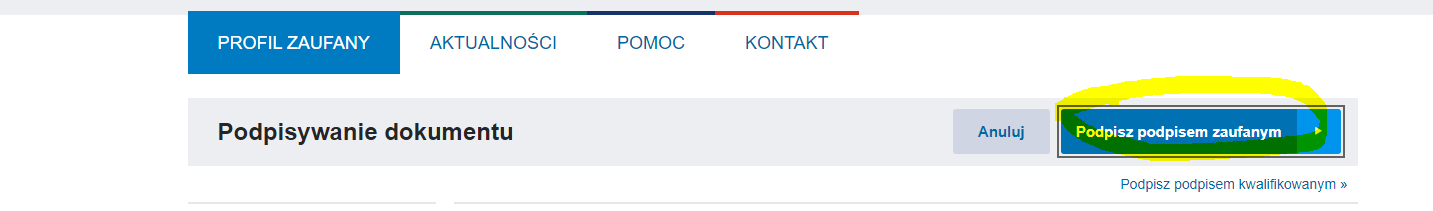 PROFIL ZAUFANY AKTUALNOŚCI POMOC KONTAKT
Podpisywanie dokumentu Anuluj Podpisz podpisem zaufanym
Podpisz podpisem kwalifikowanym »